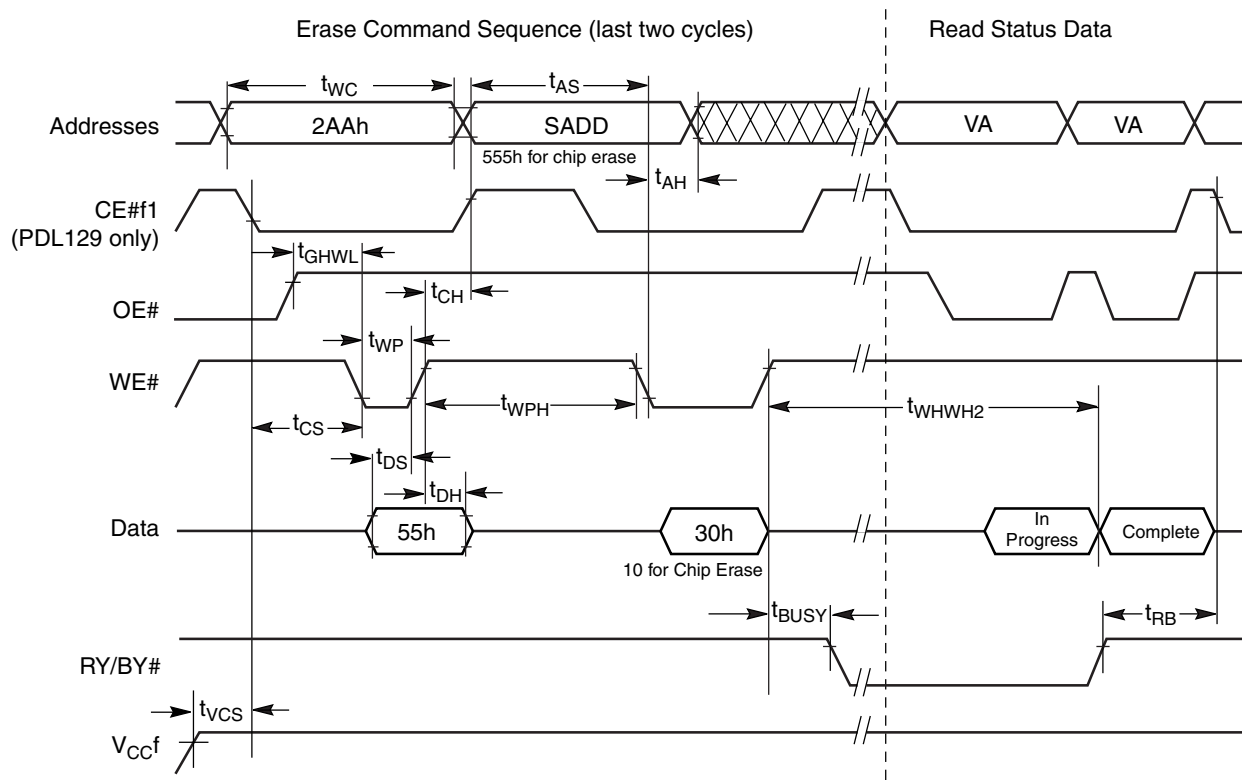 Erase Command Sequence (last two cycles)
Read Status Data
tWC
tAS
Addresses
2AAh
SADD
VA
VA
555h for chip erase
tAH
CE#f1
(PDL129 only)
tGHWL
tCH
OE#
tWP
WE#
tWPH
tWHWH2
tCS
tDS
tDH
Data
55h
30h
In
Progress
Complete
10 for Chip Erase
tBUSY
tRB
RY/BY#
tVCS
VCCf